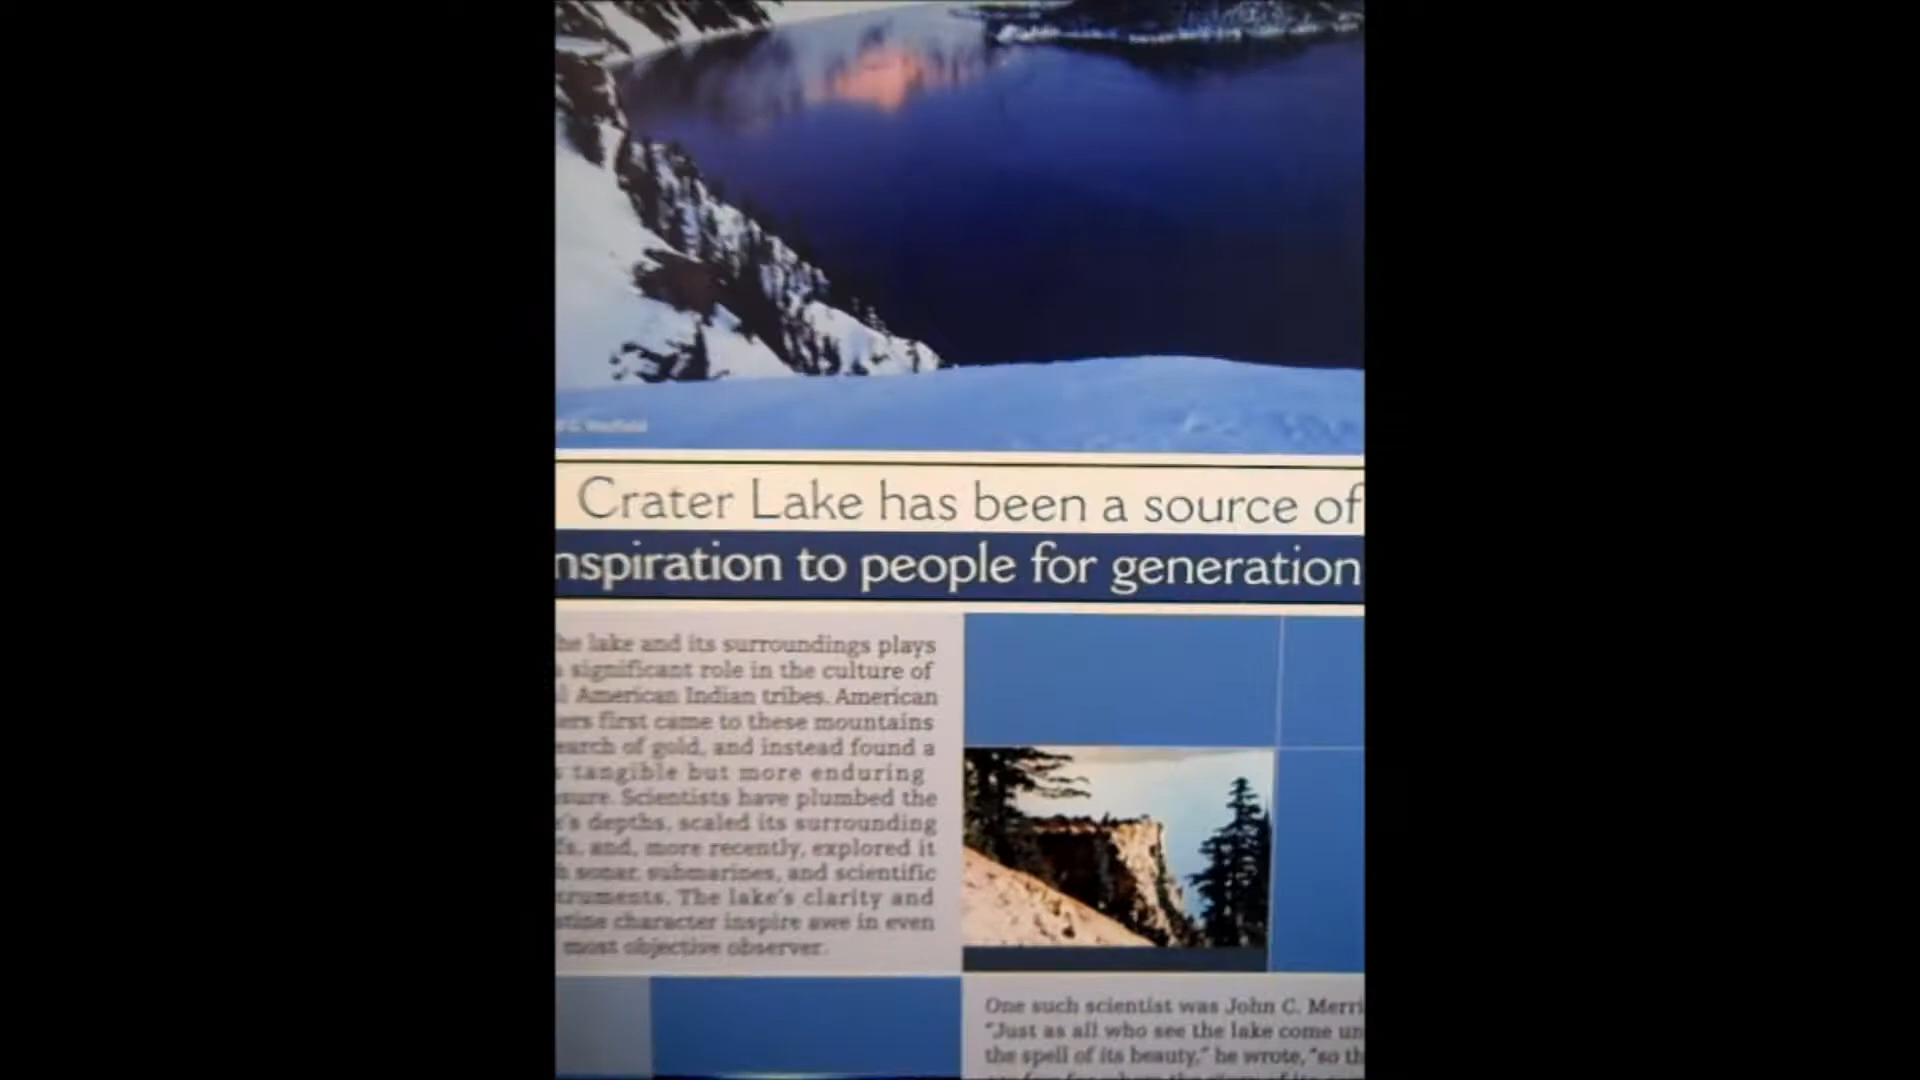 Crater Lake has been a source of
nspiration to people for generation
he lake and its surroundings plays
significant role in the culture of
American Indian tribes. American
ers first came to these mountains
earch of gold, and instead found a
tangible but more enduring
sure. Scientists have plumbed the
's depths, scaled its surrounding
fs, and, more recently, explored it
h sonar, submarines, and scientific
truments. The lake's clarity and
stine character inspire awe in even
most objective observer.
One such scientist was John C. Merri
"Just as all who see the lake come un
the spell of its beauty," he wrote, "so th